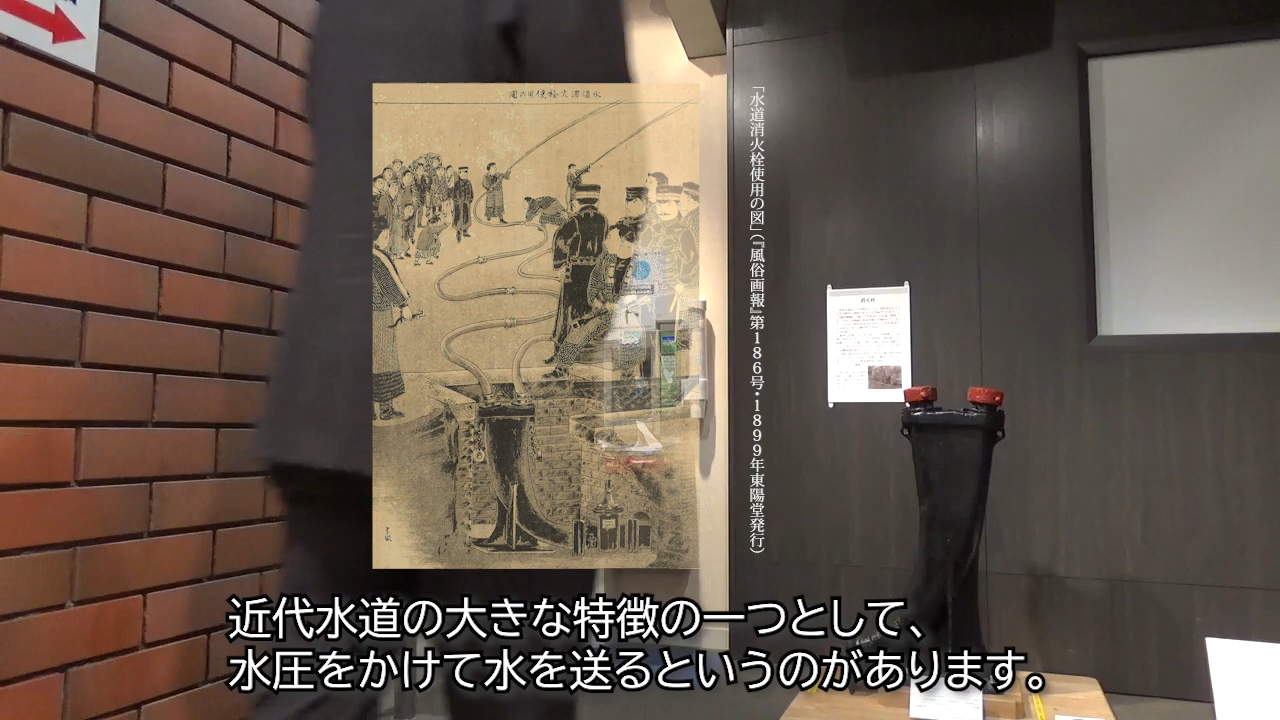 水道消火栓使用の図
「水道消火栓使用の図」(『風俗画報』第186号・1899年東陽堂発行)
消火栓
近代水道の大きな特徴の一つとして、
水圧をかけて水を送るというのがあります。